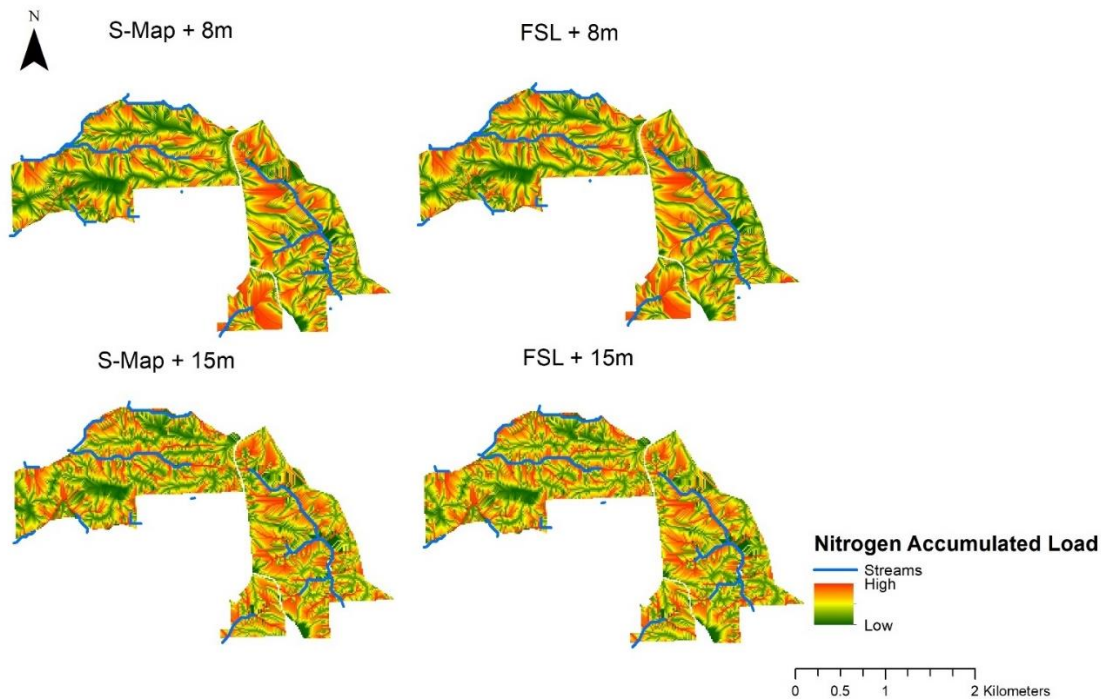 N
S-Map + 8m
FSL + 8m
S-Map + 15m
FSL + 15m
Nitrogen Accumulated Load
Streams
High
Low
0 0.5 1 2 Kilometers